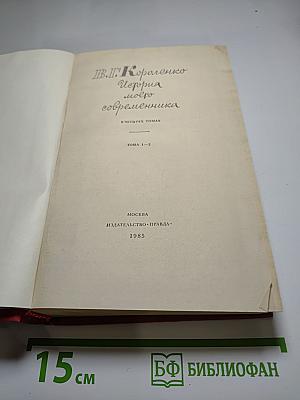 В.Г. Короленко
История
моего
современника
В ЧЕТЫРЕХ ТОМАХ
ТОМА 1—2
МОСКВА
ИЗДАТЕЛЬСТВО «ПРАВДА»
1985
15 см
БФ БИБЛИОФАН